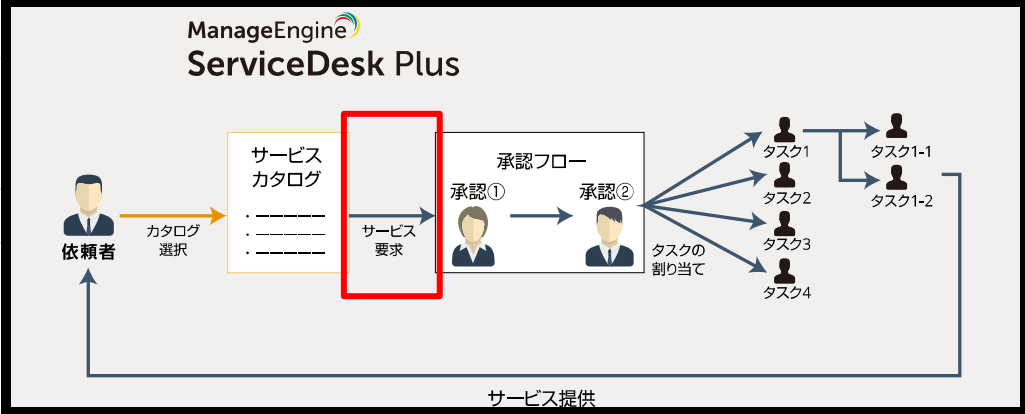 ManageEngine
ServiceDesk Plus
サービス
カタログ
承認フロー
承認①
承認②
タスク1
タスク1-1
タスク2
タスク1-2
タスク3
タスク4
依頼者
カタログ
選択
サービス
要求
タスクの
割り当て
サービス提供